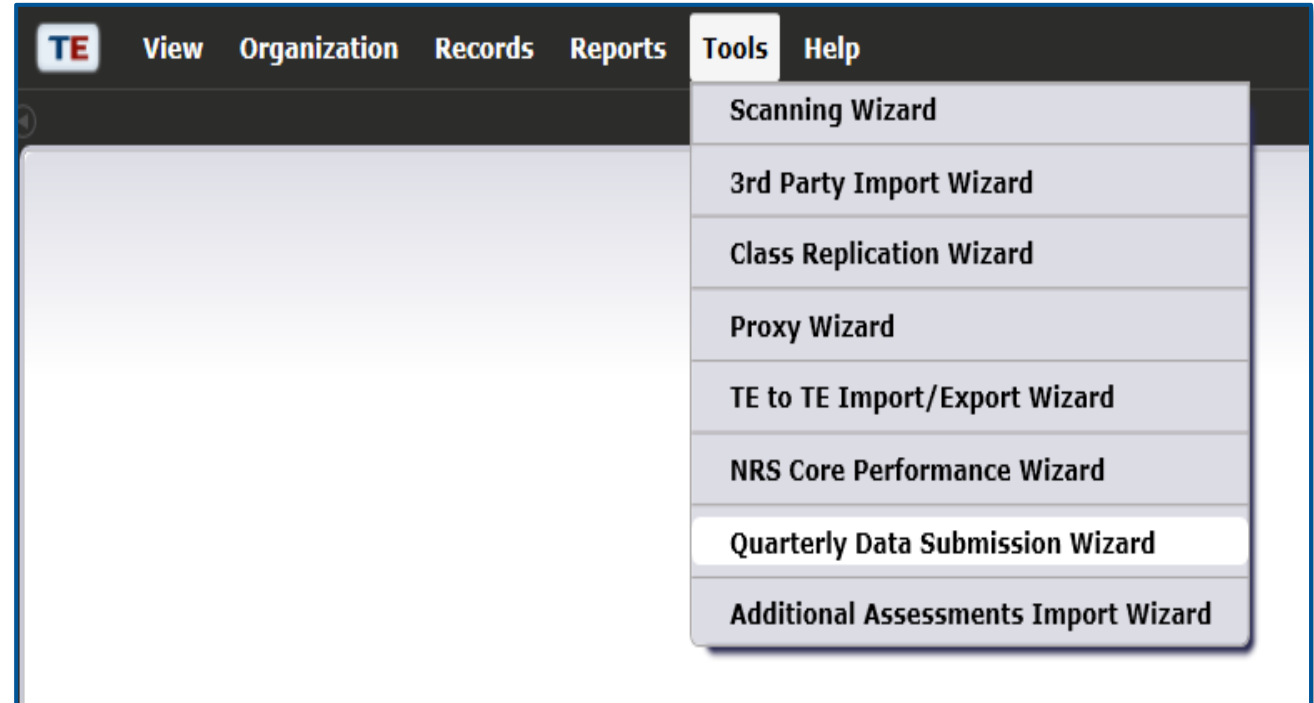 TE View Organization Records Reports Tools Help
Scanning Wizard
3rd Party Import Wizard
Class Replication Wizard
Proxy Wizard
TE to TE Import/Export Wizard
NRS Core Performance Wizard
Quarterly Data Submission Wizard
Additional Assessments Import Wizard